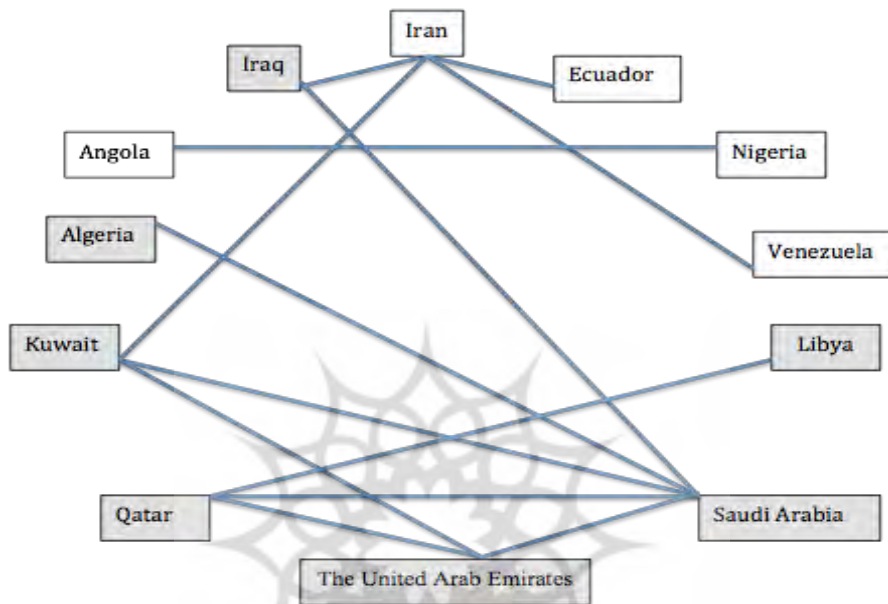 Iran
Iraq
Ecuador
Angola
Nigeria
Algeria
Venezuela
Kuwait
Libya
Qatar
Saudi Arabia
The United Arab Emirates